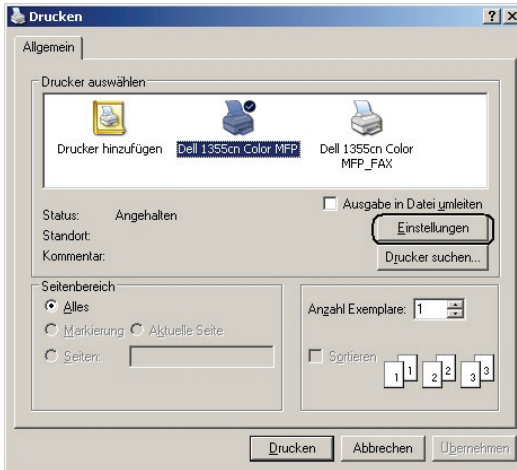 Drucken
Allgemein
Drucker auswählen
Drucker hinzufügen
Dell 1355cn Color MFP
Dell 1355cn Color
MFP_FAX
Status: Angehalten
Standort:
Kommentar:
Ausgabe in Datei umleiten
Einstellungen
Drucker suchen...
Seitenbereich
Alles
Markierung Aktuelle Seite
Seiten:
Anzahl Exemplare: 1
Sortieren
1 1 2 2 3 3
Drucken Abbrechen Übernehmen